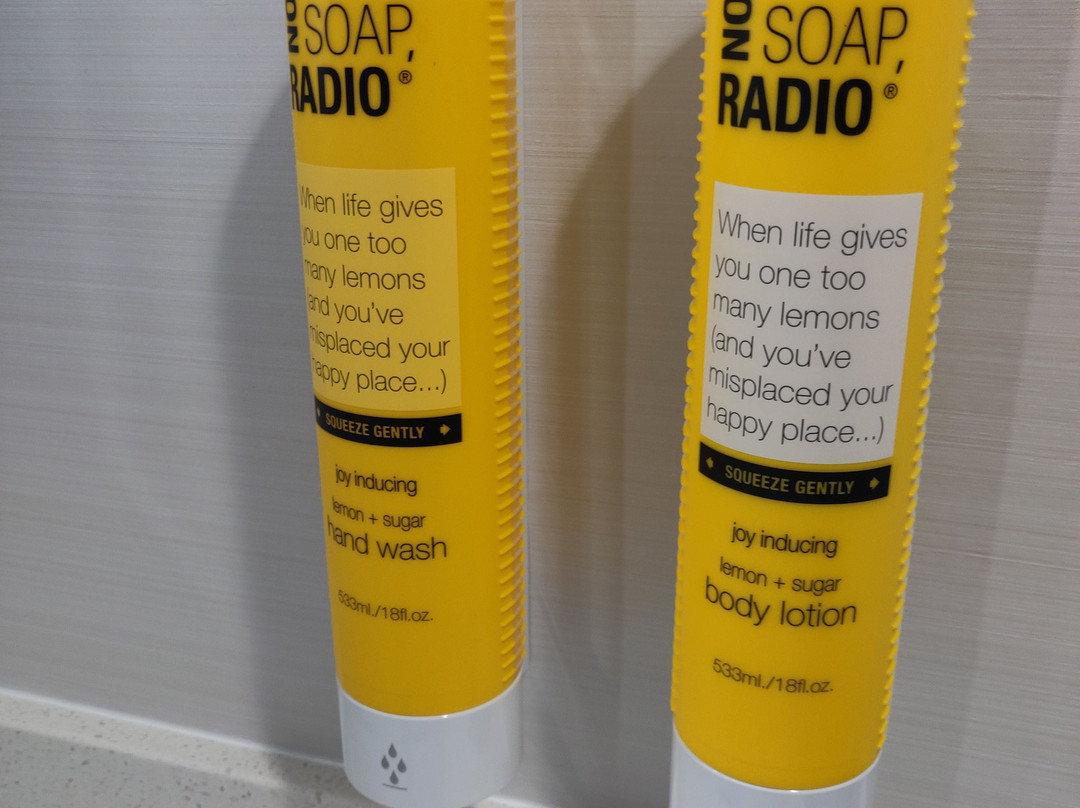 NO
SOAP,
RADIO®
When life gives
you one too
many lemons
(and you've
misplaced your
happy place...)
SQUEEZE GENTLY
joy inducing
lemon + sugar
hand wash
533ml./18fl.oz.
NO
SOAP,
RADIO®
When life gives
you one too
many lemons
(and you've
misplaced your
happy place...)
SQUEEZE GENTLY
joy inducing
lemon + sugar
body lotion
533ml./18fl.oz.